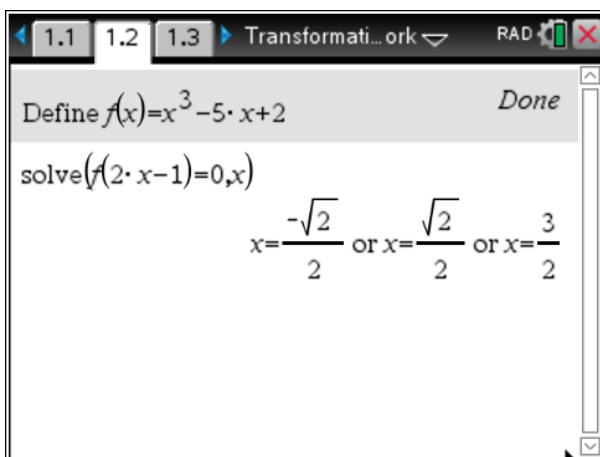 1.1 1.2 1.3 Transformati...ork RAD
Define f(x)=x³−5·x+2 Done
solve(f(2·x−1)=0,x)
x=-√2/2 or x=√2/2 or x=3/2